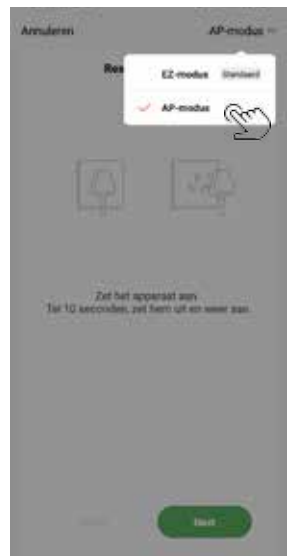 Annuleren AP-modus
Res
EZ-modus Standaard
AP-modus
Zet het apparaat aan
Tel 10 seconden, zet hem uit en weer aan
Next